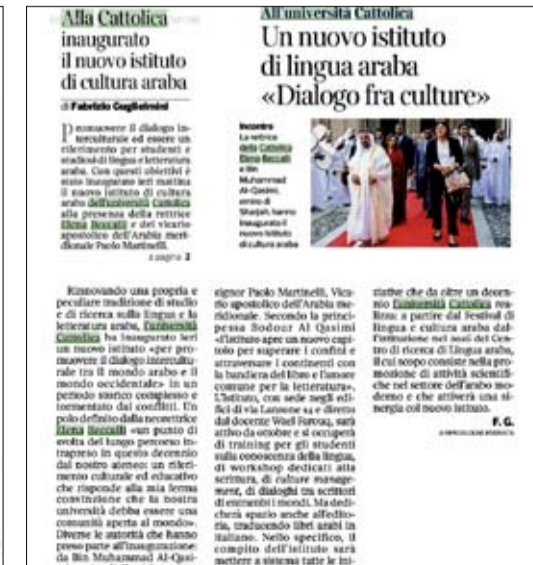 Alla Cattolica
inaugurato
il nuovo istituto
di cultura araba
di Fabrizio Guglielmini
Promuovere il dialogo in-
terculturale ed essere un
riferimento per studenti e
studiosi di lingua e letteratura
araba. Con questi obiettivi è
stato inaugurato ieri mattina
il nuovo istituto di cultura
araba dell'università Cattolica
alla presenza della rettrice
Elena Beccalli e del vicario
apostolico dell'Arabia meri-
dionale Paolo Martinelli.
a pagina 2
All'università Cattolica
Un nuovo istituto
di lingua araba
«Dialogo fra culture»
Incontro
La rettrice
della Cattolica
Elena Beccalli
e Bin
Muhammad
Al-Qasimi,
emiro di
Sharjah, hanno
inaugurato il
nuovo istituto
di cultura araba
Rinnovando una propria e
peculiare tradizione di studio
e di ricerca sulla lingua e la
letteratura araba, l'università
Cattolica ha inaugurato ieri
un nuovo istituto «per pro-
muovere il dialogo intercultu-
rale tra il mondo arabo e il
mondo occidentale» in un
periodo storico complesso e
tormentato dai conflitti. Un
polo definito dalla neorettrice
Elena Beccalli «un punto di
svolta del lungo percorso in-
trapreso in questo decennio
dal nostro ateneo: un riferi-
mento culturale ed educativo
che risponde alla mia ferma
convinzione che la nostra
università debba essere una
comunità aperta al mondo».
Diverse le autorità che hanno
preso parte all'inaugurazione:
da Bin Muhammad Al-Qasi-
signor Paolo Martinelli, Vica-
rio apostolico dell'Arabia me-
ridionale. Secondo la princi-
pessa Bodour Al Qasimi
«l'istituto apre un nuovo capi-
tolo per superare i confini e
attraversare i continenti con
la bandiera del libro e l'amore
comune per la letteratura».
L'Istituto, con sede negli edi-
fici di via Lanzone 4 e diretto
dal docente Wael Farouq, sarà
attivo da ottobre e si occuperà
di training per gli studenti
sulla conoscenza della lingua,
di workshop dedicati alla
scrittura, di culture manage-
ment, di dialoghi tra scrittori
di entrambi i mondi. Ma dedi-
cherà spazio anche all'edito-
ria, traducendo libri arabi in
italiano. Nello specifico, il
compito dell'istituto sarà
mettere a sistema tutte le ini-
ziative che da oltre un decen-
nio l'università Cattolica rea-
lizza: a partire dal Festival di
lingua e cultura araba dal-
l'istituzione nel 2016 del Cen-
tro di ricerca di Lingua araba,
il cui scopo consiste nella pro-
mozione di attività scientifi-
che nel settore dell'arabo mo-
derno e che attiverà una si-
nergia col nuovo istituto.
F. G.